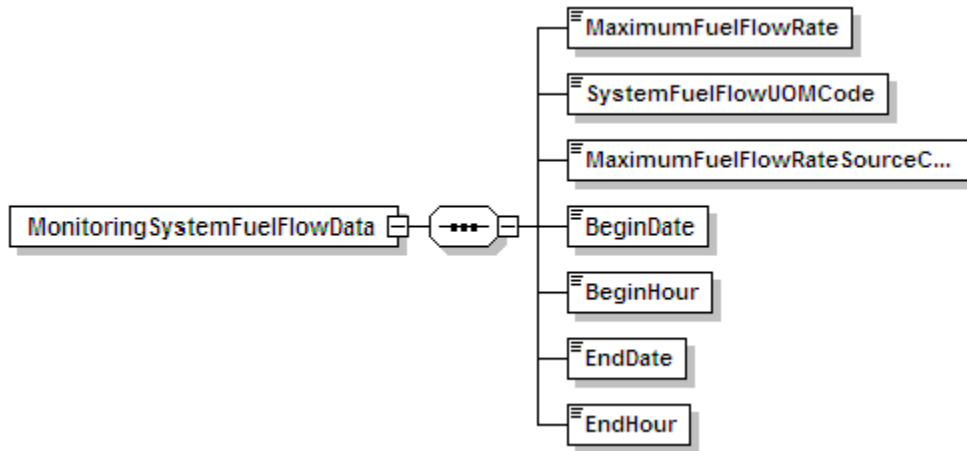 MaximumFuelFlowRate
SystemFuelFlowUOMCode
MaximumFuelFlowRateSourceC...
MonitoringSystemFuelFlowData
BeginDate
BeginHour
EndDate
EndHour